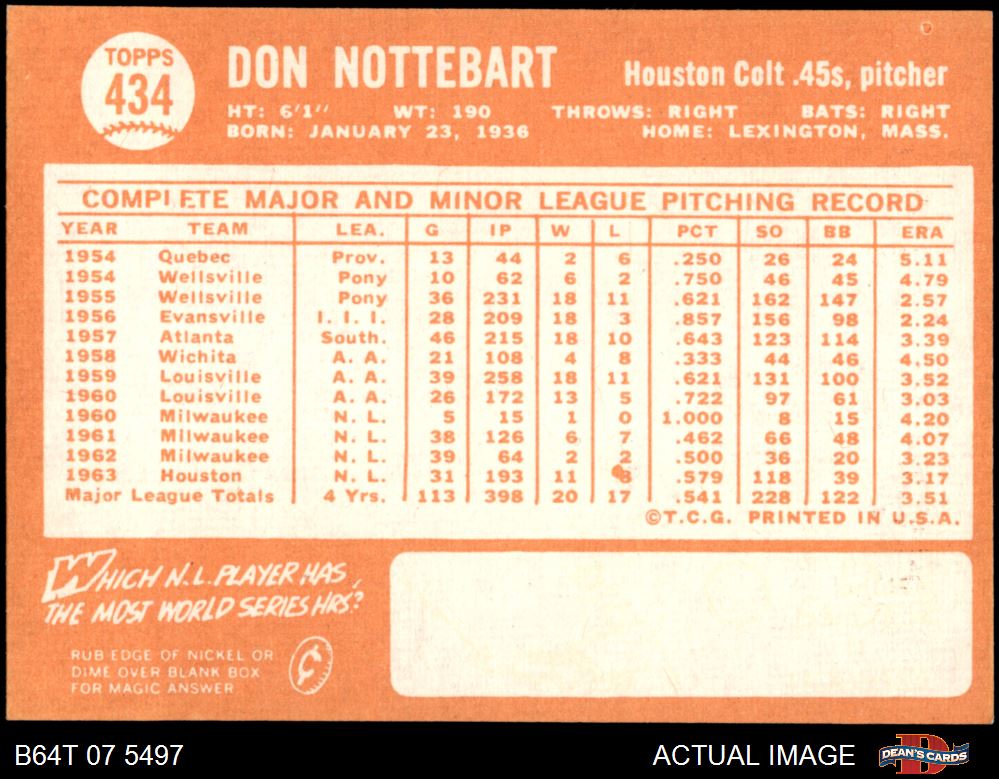 TOPPS
434
DON NOTTEBART
Houston Colt .45s, pitcher
HT: 6'1" WT: 190 THROWS: RIGHT BATS: RIGHT
BORN: JANUARY 23, 1936 HOME: LEXINGTON, MASS.
COMPLETE MAJOR AND MINOR LEAGUE PITCHING RECORD
YEAR TEAM LEA. G IP W L PCT SO BB ERA
1954 Quebec Prov. 13 44 2 6 .250 26 24 5.11
1954 Wellsville Pony 10 62 6 2 .750 46 45 4.79
1955 Wellsville Pony 36 231 18 11 .621 162 147 2.57
1956 Evansville I. I. I. 28 209 18 3 .857 156 98 2.24
1957 Atlanta South. 46 215 18 10 .643 123 114 3.39
1958 Wichita A. A. 21 108 4 8 .333 44 46 4.50
1959 Louisville A. A. 39 258 18 11 .621 131 100 3.52
1960 Louisville A. A. 26 172 13 5 .722 97 61 3.03
1960 Milwaukee N. L. 5 15 1 0 1.000 8 15 4.20
1961 Milwaukee N. L. 38 126 6 7 .462 66 48 4.07
1962 Milwaukee N. L. 39 64 2 2 .500 36 20 3.23
1963 Houston N. L. 31 193 11 8 .579 118 39 3.17
Major League Totals 4 Yrs. 113 398 20 17 .541 228 122 3.51
©T.C.G. PRINTED IN U.S.A.
WHICH N.L. PLAYER HAS
THE MOST WORLD SERIES HRS?
RUB EDGE OF NICKEL OR
DIME OVER BLANK BOX
FOR MAGIC ANSWER
¢
B64T 07 5497
ACTUAL IMAGE
D
DEAN'S CARDS